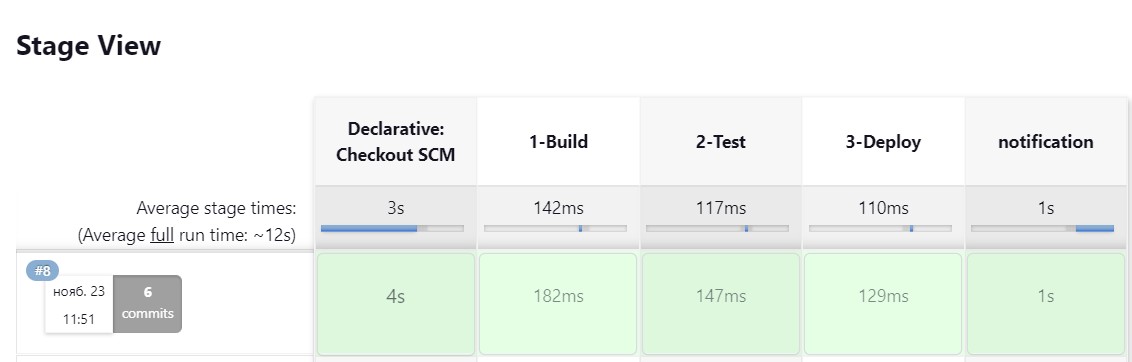 Stage View
Declarative:
Checkout SCM
1-Build
2-Test
3-Deploy
notification
Average stage times:
(Average full run time: ~12s)
3s
142ms
117ms
110ms
1s
#8
нояб. 23
11:51
6
commits
4s
182ms
147ms
129ms
1s